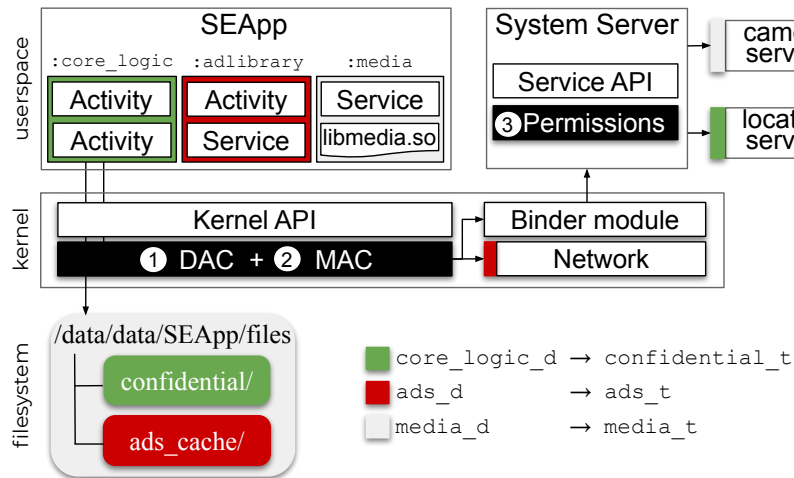 SEApp
System Server
:core_logic :adlibrary :media
userspace
Activity
Activity
Activity
Service
Service
libmedia.so
Service API
3 Permissions
kernel
Kernel API
1 DAC + 2 MAC
Binder module
Network
filesystem
/data/data/SEApp/files
confidential/
ads_cache/
core_logic_d → confidential_t
ads_d → ads_t
media_d → media_t